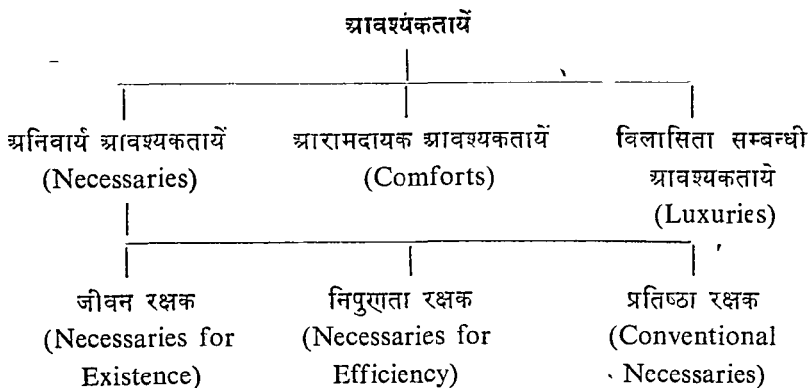 आवश्यंकतायें
अनिवार्य आवश्यकतायें आरामदायक आवश्यकतायें विलासिता सम्बन्धी
(Necessaries) (Comforts) आवश्यकताये
(Luxuries)
जीवन रक्षक निपुणता रक्षक प्रतिष्ठा रक्षक
(Necessaries for (Necessaries for (Conventional
Existence) Efficiency) Necessaries)